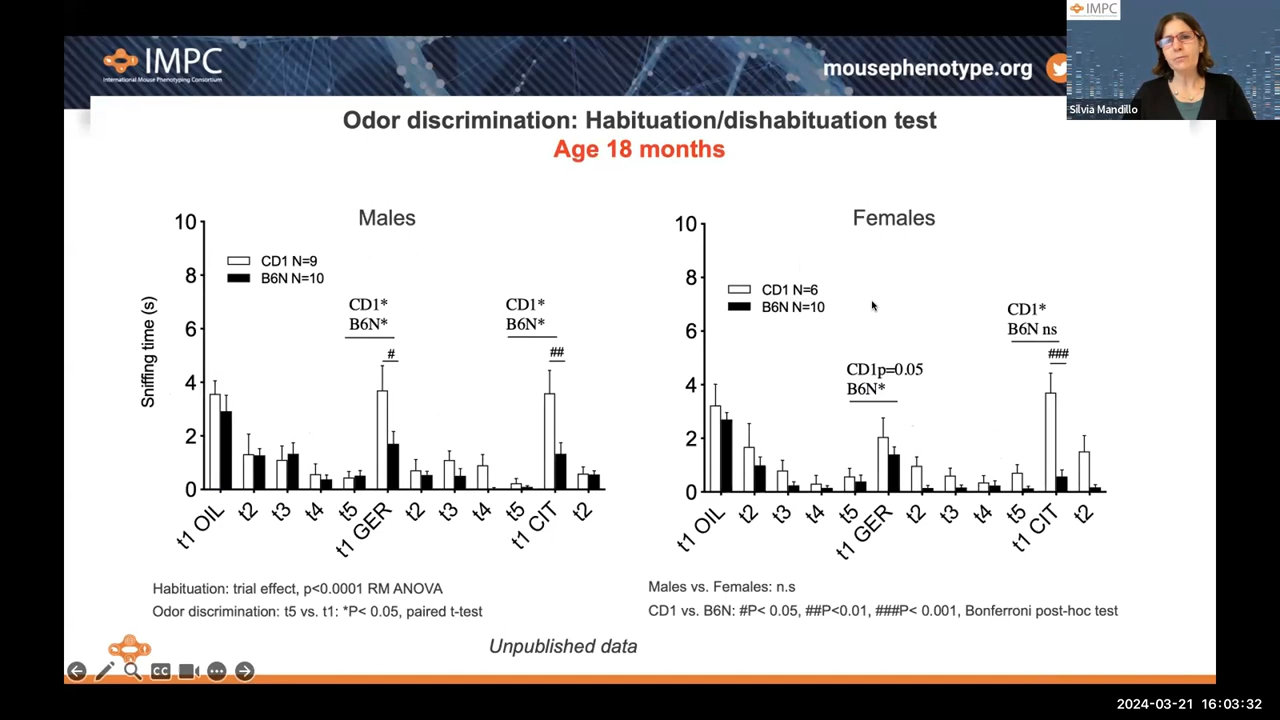 IMPC
International Mouse Phenotyping Consortium
mousephenotype.org
IMPC
Silvia Mandillo
Odor discrimination: Habituation/dishabituation test
Age 18 months
Males
10
8
6
4
2
0
Sniffing time (s)
CD1 N=9
B6N N=10
CD1*
B6N*
#
CD1*
B6N*
##
t1 OIL
t2
t3
t4
t5
t1 GER
t2
t3
t4
t5
t1 CIT
t2
Females
10
8
6
4
2
0
CD1 N=6
B6N N=10
CD1p=0.05
B6N*
CD1*
B6N ns
###
t1 OIL
t2
t3
t4
t5
t1 GER
t2
t3
t4
t5
t1 CIT
t2
Habituation: trial effect, p<0.0001 RM ANOVA
Odor discrimination: t5 vs. t1: *P< 0.05, paired t-test
Males vs. Females: n.s
CD1 vs. B6N: #P< 0.05, ##P<0.01, ###P< 0.001, Bonferroni post-hoc test
Unpublished data
CC
2024-03-21 16:03:32